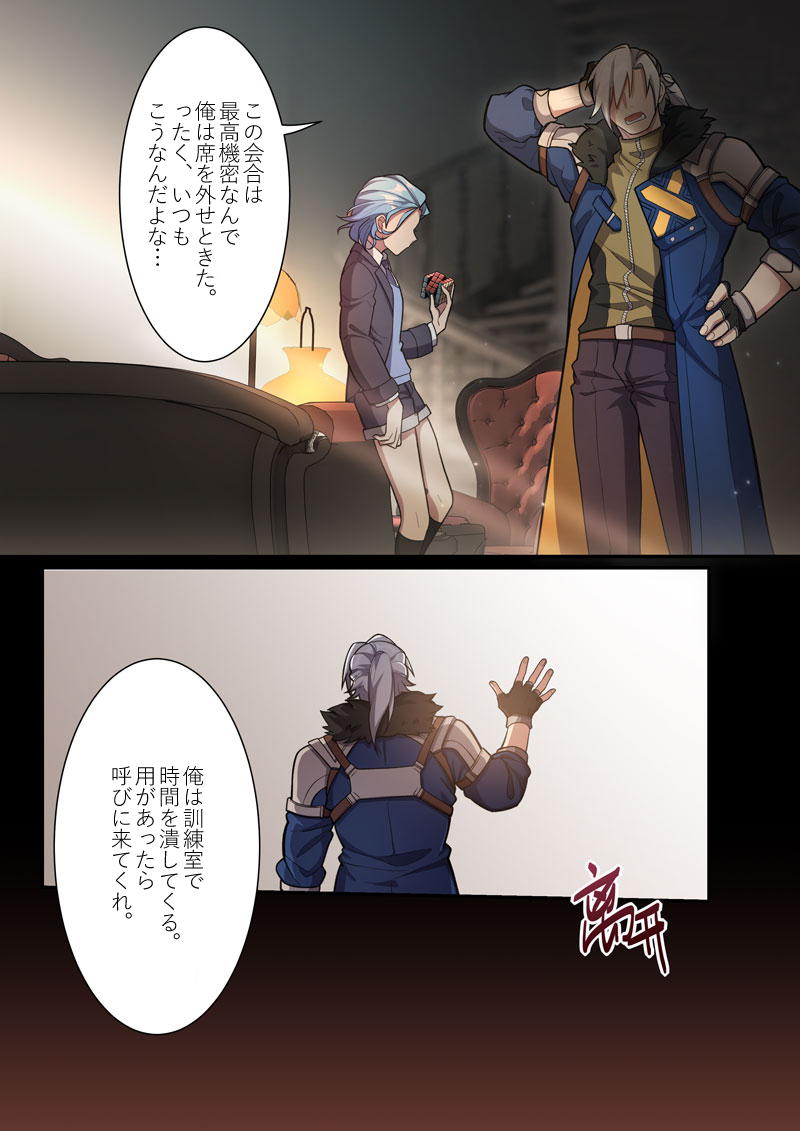 この会合は
最高機密なんで
俺は席を外せときた。
ったく、いつも
こうなんだよな…
俺は訓練室で
時間を潰してくる。
用があったら
呼びに来てくれ。
离开